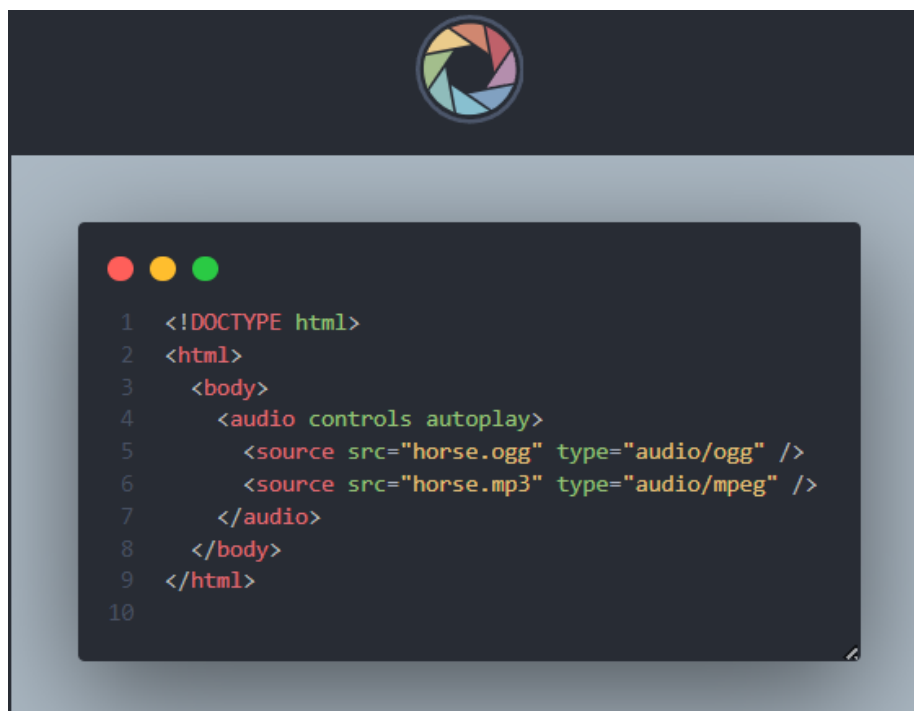 1 <!DOCTYPE html>
2 <html>
3   <body>
4     <audio controls autoplay>
5       <source src="horse.ogg" type="audio/ogg" />
6       <source src="horse.mp3" type="audio/mpeg" />
7     </audio>
8   </body>
9 </html>
10